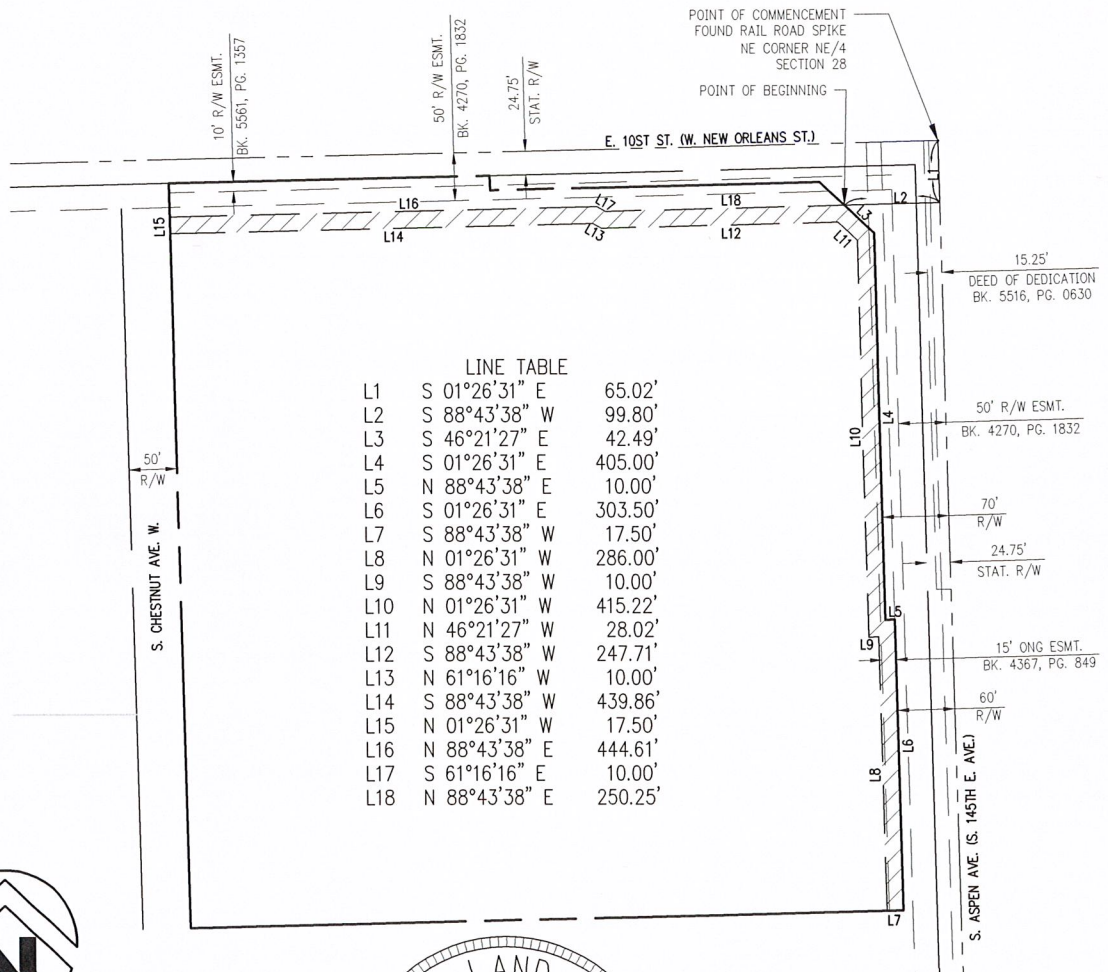 POINT OF COMMENCEMENT
FOUND RAIL ROAD SPIKE
NE CORNER NE/4
SECTION 28
POINT OF BEGINNING
10' R/W ESMT.
BK. 5561, PG. 1357
50' R/W ESMT.
BK. 4270, PG. 1832
24.75'
STAT. R/W
E. 10ST ST. (W. NEW ORLEANS ST.)
L1
L2
L3
L15
L16
L17
L18
L14
L13
L12
L11
15.25'
DEED OF DEDICATION
BK. 5516, PG. 0630
LINE TABLE
L1 S 01°26'31" E 65.02'
L2 S 88°43'38" W 99.80'
L3 S 46°21'27" E 42.49'
L4 S 01°26'31" E 405.00'
L5 N 88°43'38" E 10.00'
L6 S 01°26'31" E 303.50'
L7 S 88°43'38" W 17.50'
L8 N 01°26'31" W 286.00'
L9 S 88°43'38" W 10.00'
L10 N 01°26'31" W 415.22'
L11 N 46°21'27" W 28.02'
L12 S 88°43'38" W 247.71'
L13 N 61°16'16" W 10.00'
L14 S 88°43'38" W 439.86'
L15 N 01°26'31" W 17.50'
L16 N 88°43'38" E 444.61'
L17 S 61°16'16" E 10.00'
L18 N 88°43'38" E 250.25'
L10
L4
50' R/W ESMT.
BK. 4270, PG. 1832
50'
R/W
S. CHESTNUT AVE. W.
70'
R/W
24.75'
STAT. R/W
L5
L9
15' ONG ESMT.
BK. 4367, PG. 849
60'
R/W
L6
L8
S. ASPEN AVE. (S. 145TH E. AVE.)
L7
N
LAND